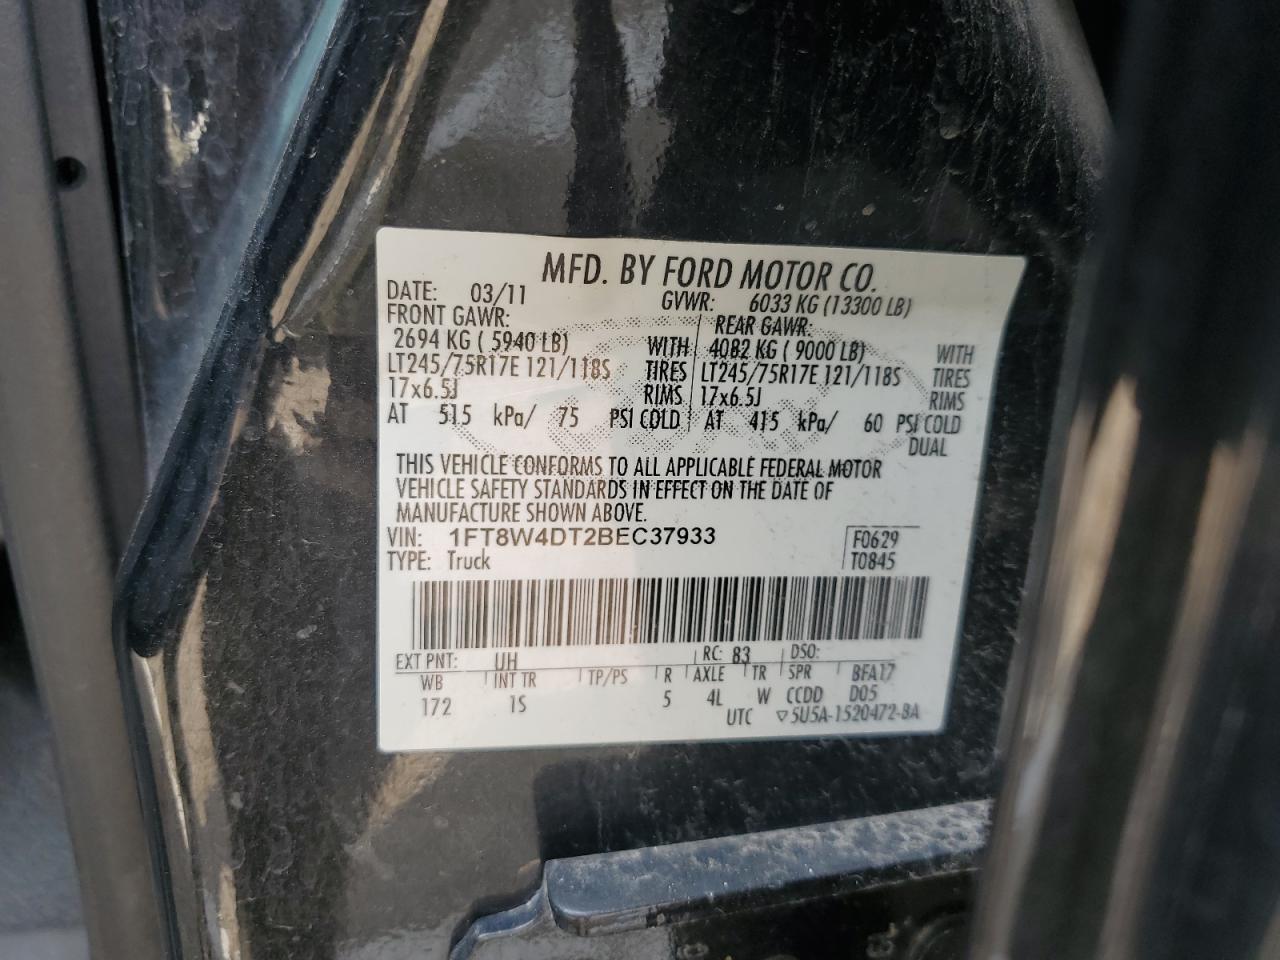 MFD. BY FORD MOTOR CO.
DATE: 03/11 GVWR: 6033 KG (13300 LB)
FRONT GAWR: REAR GAWR:
2694 KG ( 5940 LB) WITH 4082 KG ( 9000 LB) WITH
LT245/75R17E 121/118S TIRES LT245/75R17E 121/118S TIRES
17x6.5J RIMS 17x6.5J RIMS
AT 515 kPa/ 75 PSI COLD AT 415 kPa/ 60 PSI COLD
DUAL
THIS VEHICLE CONFORMS TO ALL APPLICABLE FEDERAL MOTOR
VEHICLE SAFETY STANDARDS IN EFFECT ON THE DATE OF
MANUFACTURE SHOWN ABOVE.
VIN: 1FT8W4DT2BEC37933 F0629
TYPE: Truck T0845
EXT PNT: UH RC: 83 DSO:
WB INT TR TP/PS R AXLE TR SPR BFA17
172 1S 5 4L W CCDD D05
UTC ▽5U5A-1520472-BA